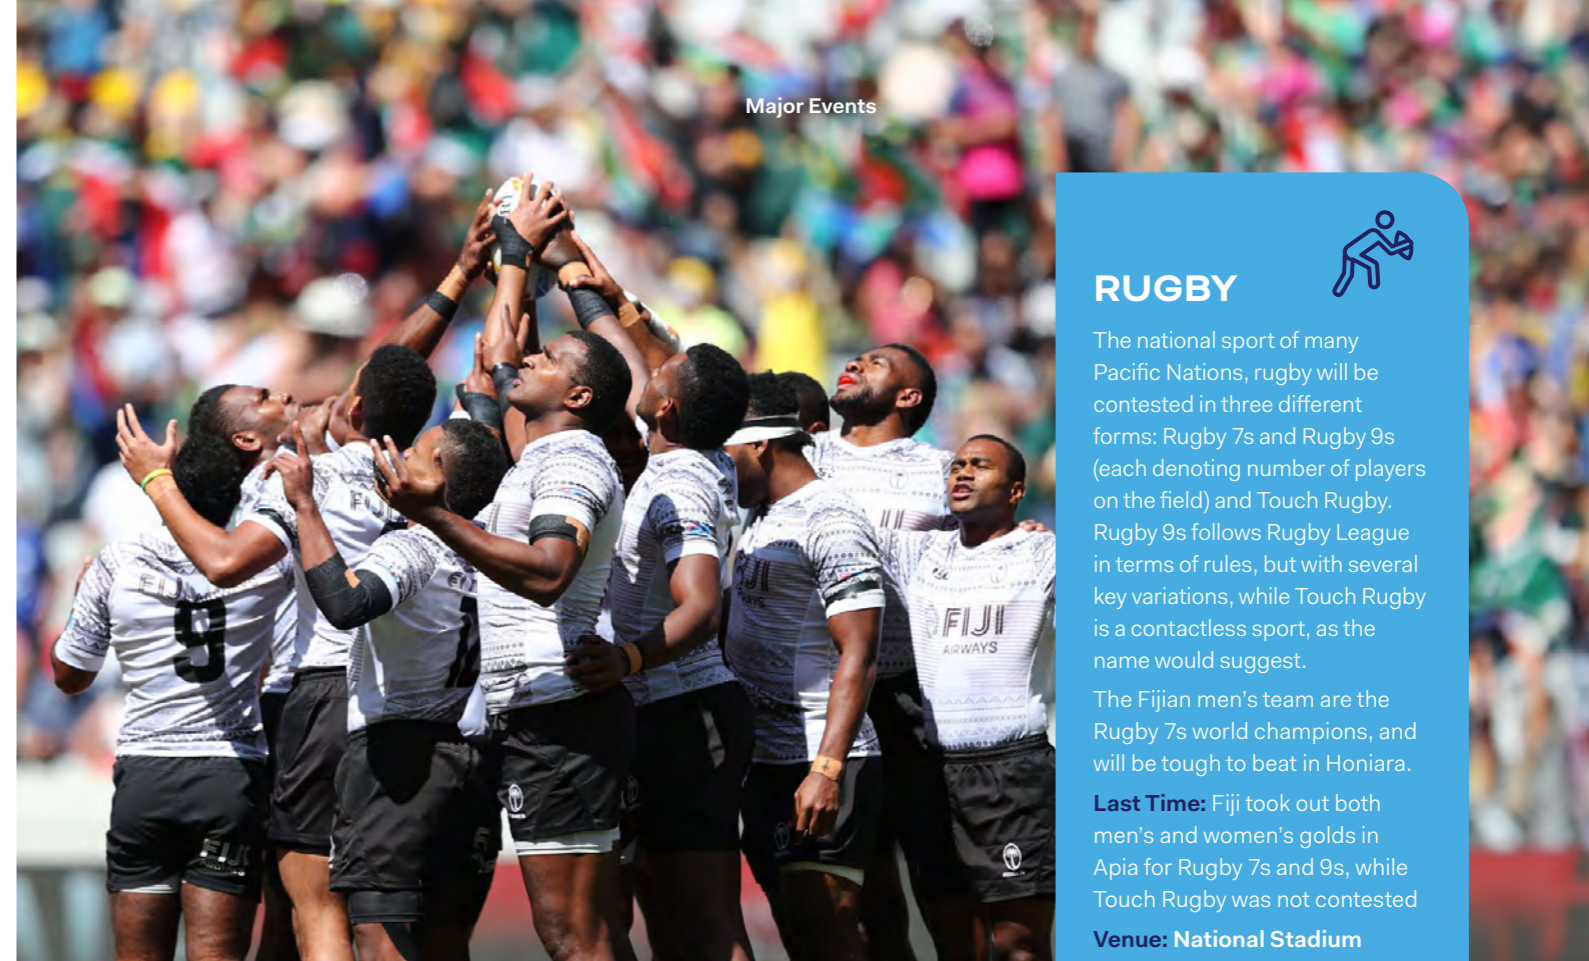 Major Events
RUGBY
The national sport of many
Pacific Nations, rugby will be
contested in three different
forms: Rugby 7s and Rugby 9s
(each denoting number of players
on the field) and Touch Rugby.
Rugby 9s follows Rugby League
in terms of rules, but with several
key variations, while Touch Rugby
is a contactless sport, as the
name would suggest.
The Fijian men's team are the
Rugby 7s world champions, and
will be tough to beat in Honiara.
Last Time: Fiji took out both
men's and women's golds in
Apia for Rugby 7s and 9s, while
Touch Rugby was not contested
Venue: National Stadium
FIJI
9
FIJI
AIRWAYS
FIJI